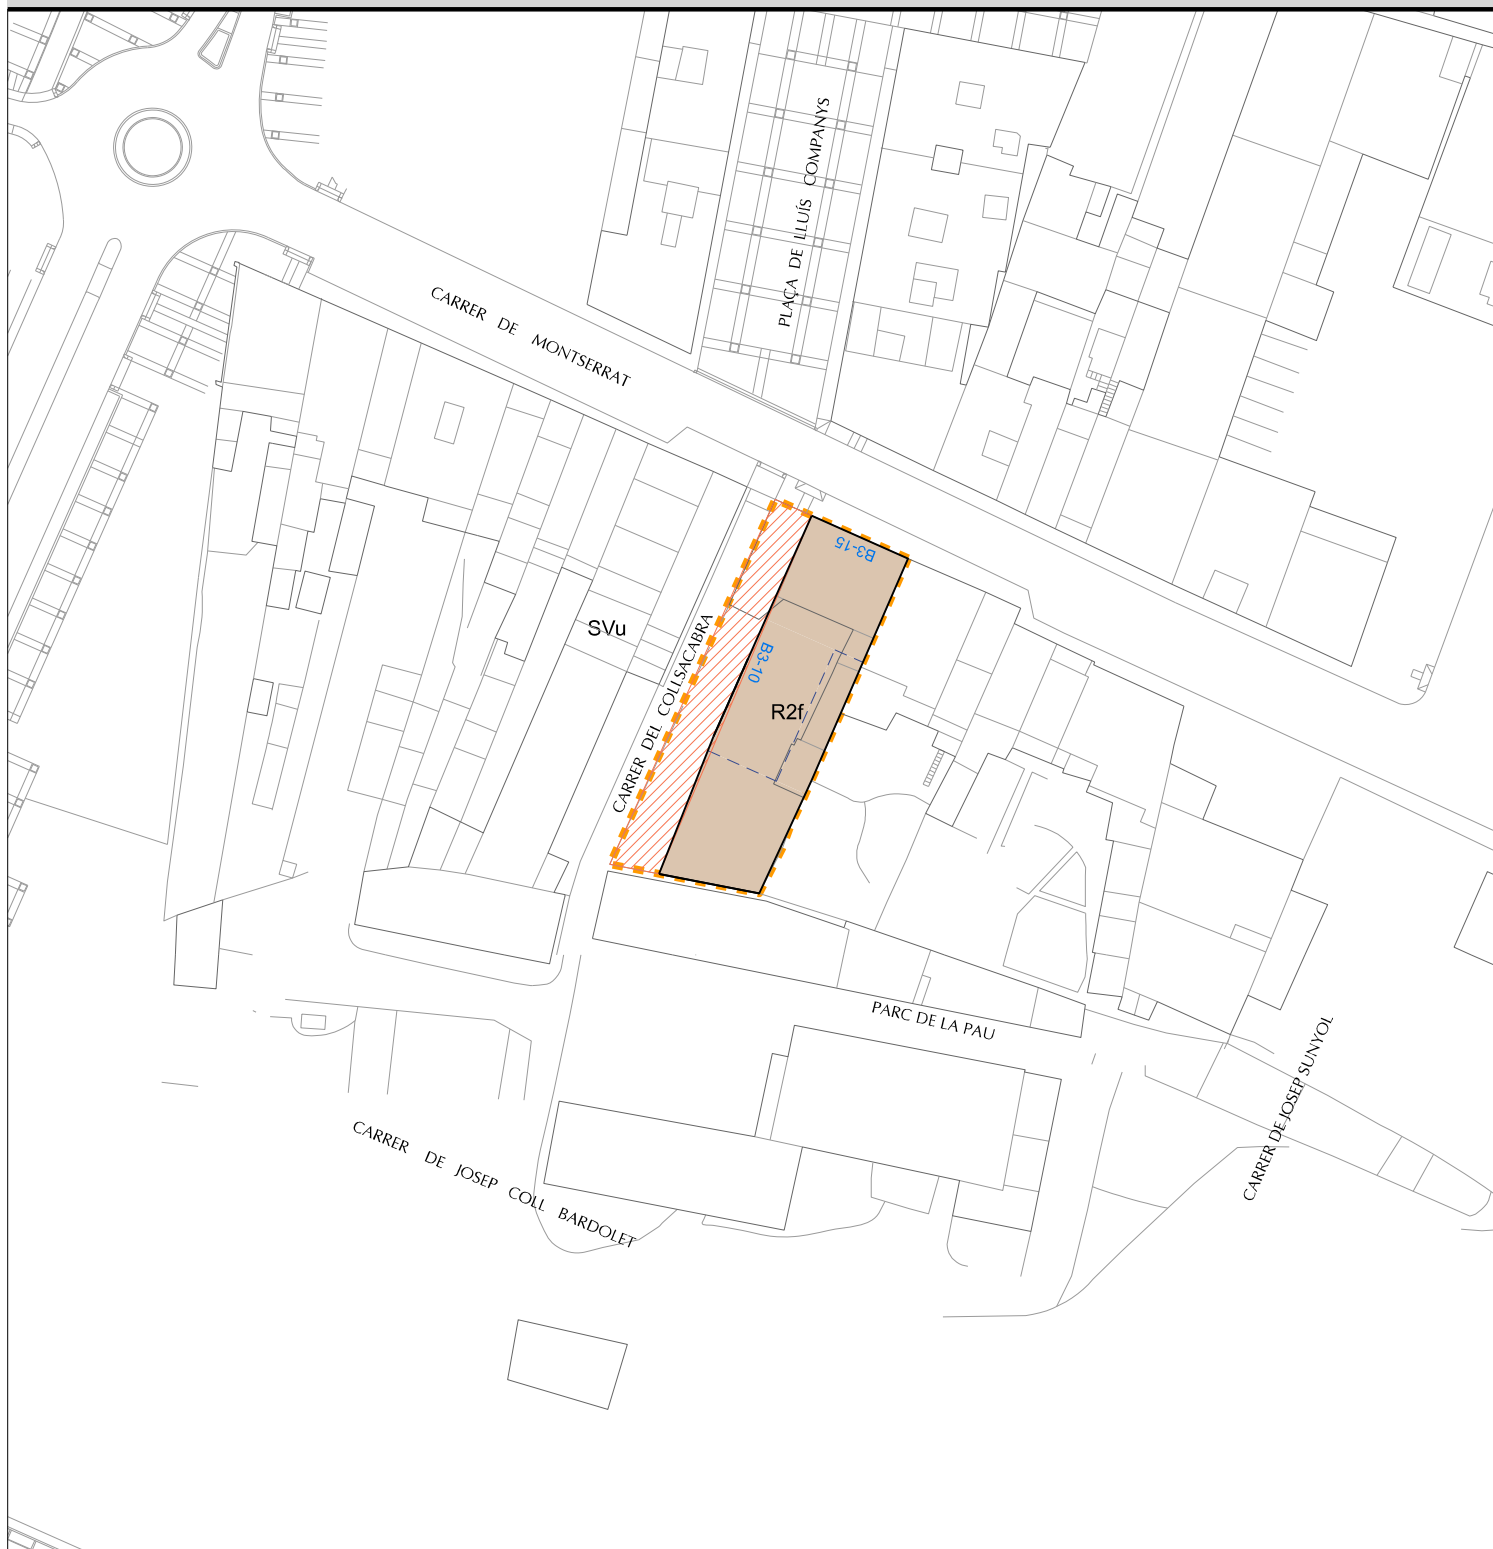 PLAÇA DE LLUÍS COMPANYS
CARRER DE MONTSERRAT
B3-15
SVu
B3-10
CARRER DEL COLLSACABRA
R2f
PARC DE LA PAU
CARRER DE JOSEP SUNYOL
CARRER DE JOSEP COLL BARDOLET